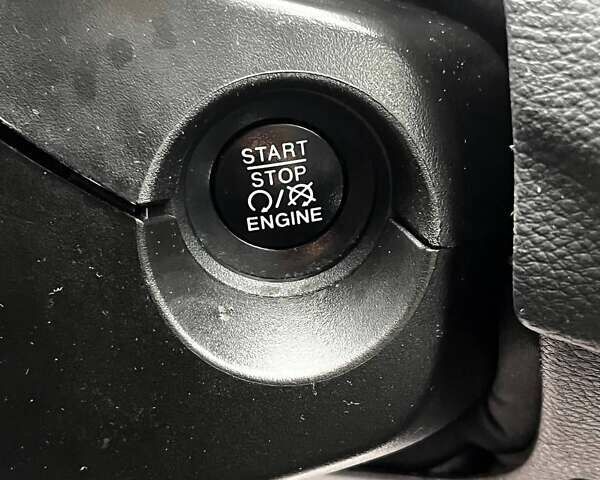 START
STOP
/
ENGINE